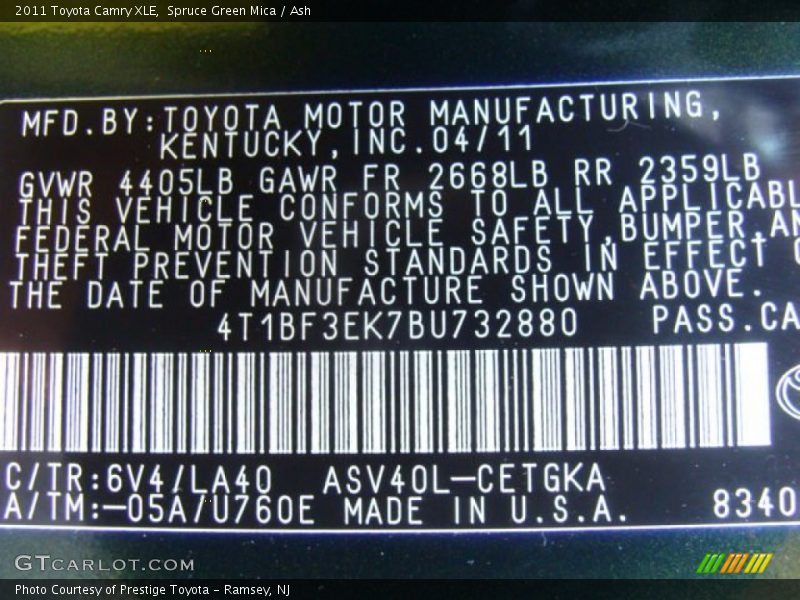 2011 Toyota Camry XLE,  Spruce Green Mica / Ash
MFD.BY:TOYOTA MOTOR MANUFACTURING,
KENTUCKY,INC.04/11
GVWR 4405LB GAWR FR 2668LB RR 2359LB
THIS VEHICLE CONFORMS TO ALL APPLICABL
FEDERAL MOTOR VEHICLE SAFETY,BUMPER,AN
THEFT PREVENTION STANDARDS IN EFFECT O
THE DATE OF MANUFACTURE SHOWN ABOVE.
4T1BF3EK7BU732880 PASS.CA
C/TR:6V4/LA40 ASV40L-CETGKA
A/TM:-05A/U760E MADE IN U.S.A. 8340
GTCARLOT.COM
Photo Courtesy of Prestige Toyota - Ramsey, NJ